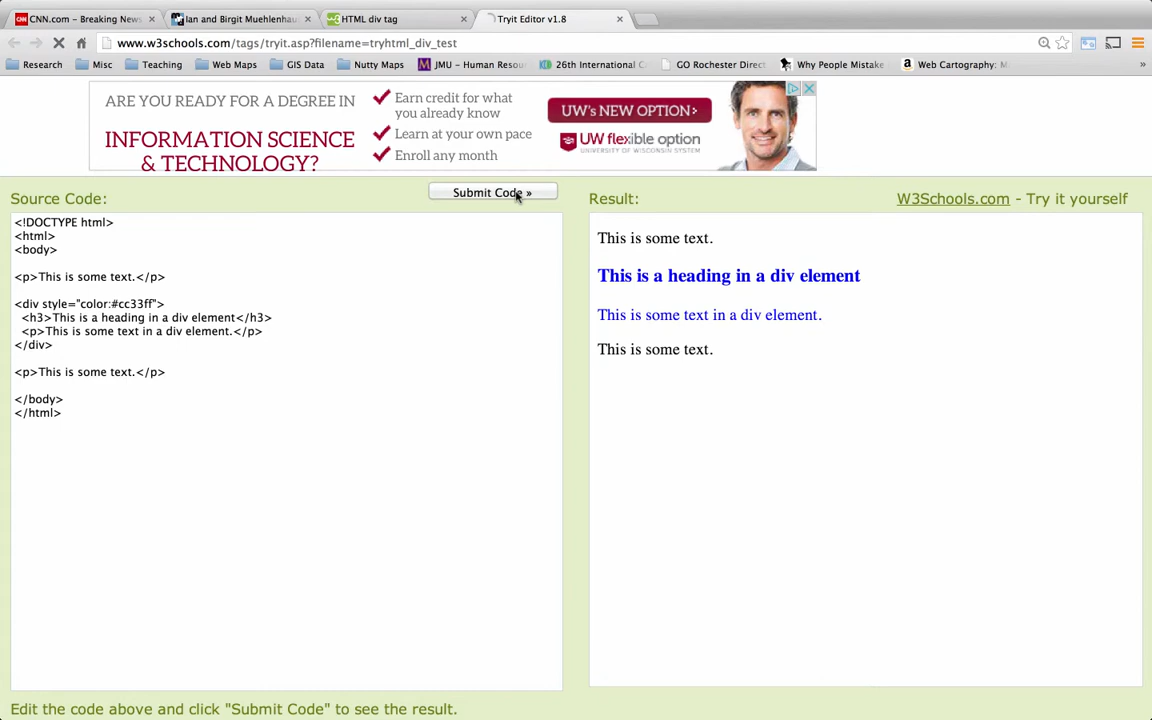 CNN.com - Breaking News
Ian and Birgit Muehlenhau
HTML div tag
Tryit Editor v1.8
www.w3schools.com/tags/tryit.asp?filename=tryhtml_div_test
Research
Misc
Teaching
Web Maps
GIS Data
Nutty Maps
JMU - Human Resou
26th International C
GO Rochester Direct
Why People Mistake
Web Cartography: M
»
ARE YOU READY FOR A DEGREE IN
INFORMATION SCIENCE
& TECHNOLOGY?
Earn credit for what
you already know
Learn at your own pace
Enroll any month
UW's NEW OPTION>
UW flexible option
UNIVERSITY OF WISCONSIN SYSTEM
Source Code:
Submit Code »
Result:
W3Schools.com - Try it yourself
<!DOCTYPE html>
<html>
<body>
<p>This is some text.</p>
<div style="color:#cc33ff">
<h3>This is a heading in a div element</h3>
<p>This is some text in a div element.</p>
</div>
<p>This is some text.</p>
</body>
</html>
This is some text.
This is a heading in a div element
This is some text in a div element.
This is some text.
Edit the code above and click "Submit Code" to see the result.